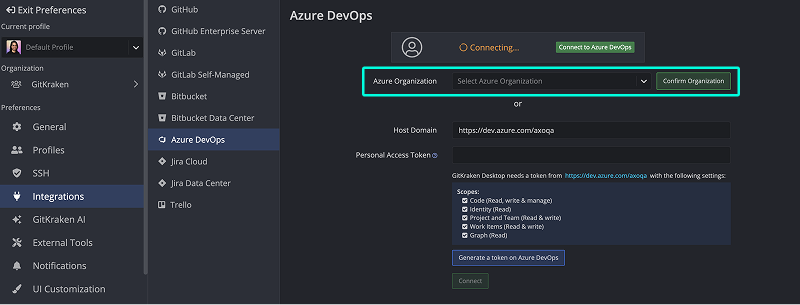 Exit Preferences
Current profile
Default Profile
Organization
GitKraken
Preferences
General
Profiles
SSH
Integrations
GitKraken AI
External Tools
Notifications
UI Customization
GitHub
GitHub Enterprise Server
GitLab
GitLab Self-Managed
Bitbucket
Bitbucket Data Center
Azure DevOps
Jira Cloud
Jira Data Center
Trello
Azure DevOps
Connecting... Connect to Azure DevOps
Azure Organization Select Azure Organization Confirm Organization
or
Host Domain https://dev.azure.com/axoqa
Personal Access Token
GitKraken Desktop needs a token from https://dev.azure.com/axoqa with the following settings:
Scopes:
Code (Read, write & manage)
Identity (Read)
Project and Team (Read & write)
Work Items (Read & write)
Graph (Read)
Generate a token on Azure DevOps
Connect